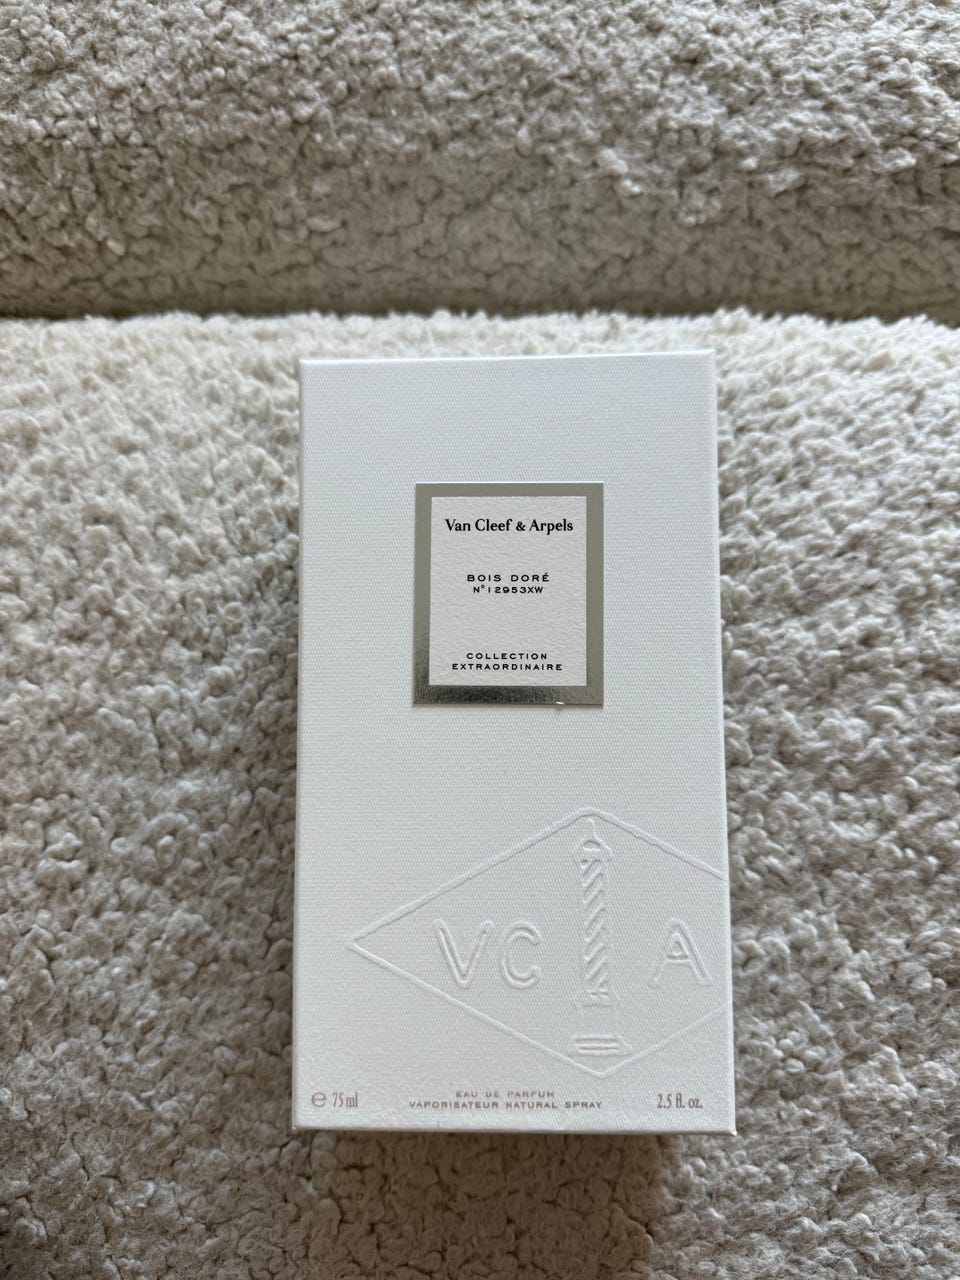 Van Cleef & Arpels
BOIS DORÉ
N°12953XW
COLLECTION
EXTRAORDINAIRE
VC A
℮ 75 ml
EAU DE PARFUM
VAPORISATEUR NATURAL SPRAY
2.5 fl. oz.